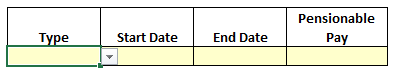 Type
Start Date
End Date
Pensionable
Pay